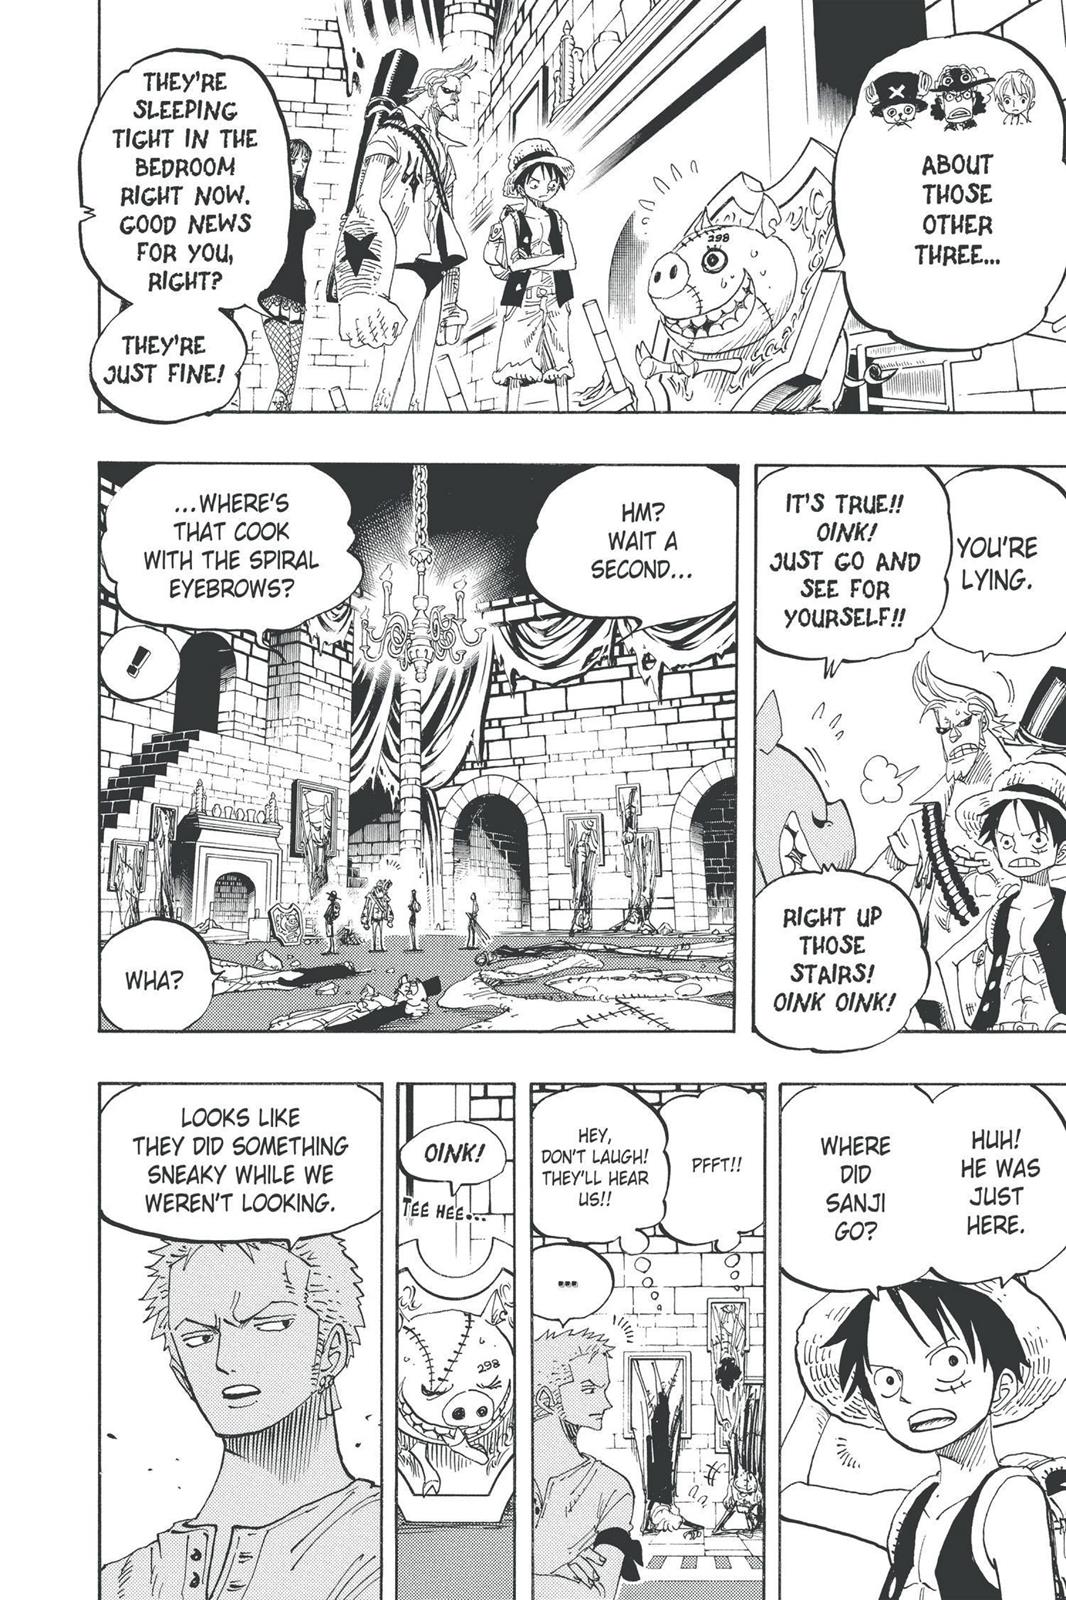 ABOUT
THOSE
OTHER
THREE...
298
THEY'RE
SLEEPING
TIGHT IN THE
BEDROOM
RIGHT NOW.
GOOD NEWS
FOR YOU,
RIGHT?
THEY'RE
JUST FINE!
YOU'RE
LYING.
IT'S TRUE!!
OINK!
JUST GO AND
SEE FOR
YOURSELF!!
RIGHT UP
THOSE
STAIRS!
OINK OINK!
HM?
WAIT A
SECOND...
...WHERE'S
THAT COOK
WITH THE SPIRAL
EYEBROWS?
!
WHA?
HUH!
HE WAS
JUST
HERE.
WHERE
DID
SANJI
GO?
PFFT!!
HEY,
DON'T LAUGH!
THEY'LL HEAR
US!!
...
OINK!
TEE HEE...
298
LOOKS LIKE
THEY DID SOMETHING
SNEAKY WHILE WE
WEREN'T LOOKING.